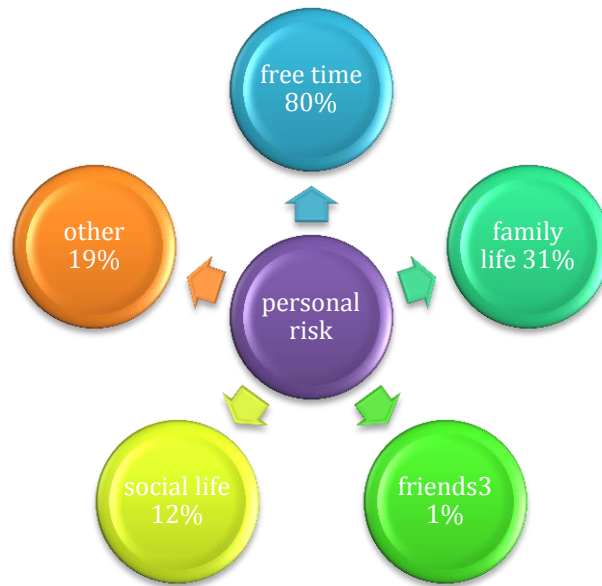 free time
80%
family
life 31%
friends3
1%
social life
12%
other
19%
personal
risk